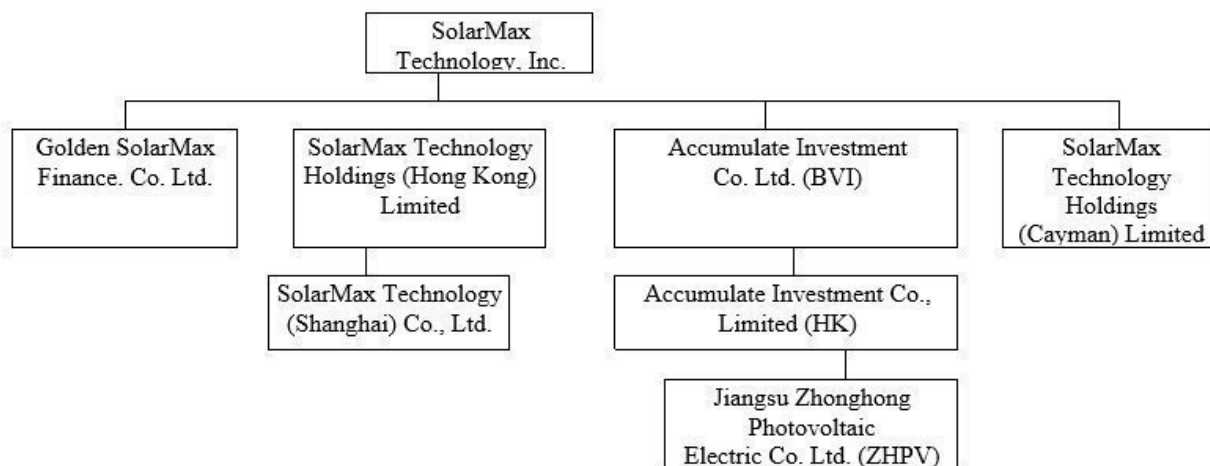 SolarMax
Technology, Inc.
Golden SolarMax
Finance. Co. Ltd.
SolarMax Technology
Holdings (Hong Kong)
Limited
Accumulate Investment
Co. Ltd. (BVI)
SolarMax
Technology
Holdings
(Cayman) Limited
SolarMax Technology
(Shanghai) Co., Ltd.
Accumulate Investment Co.,
Limited (HK)
Jiangsu Zhonghong
Photovoltaic
Electric Co. Ltd. (ZHPV)